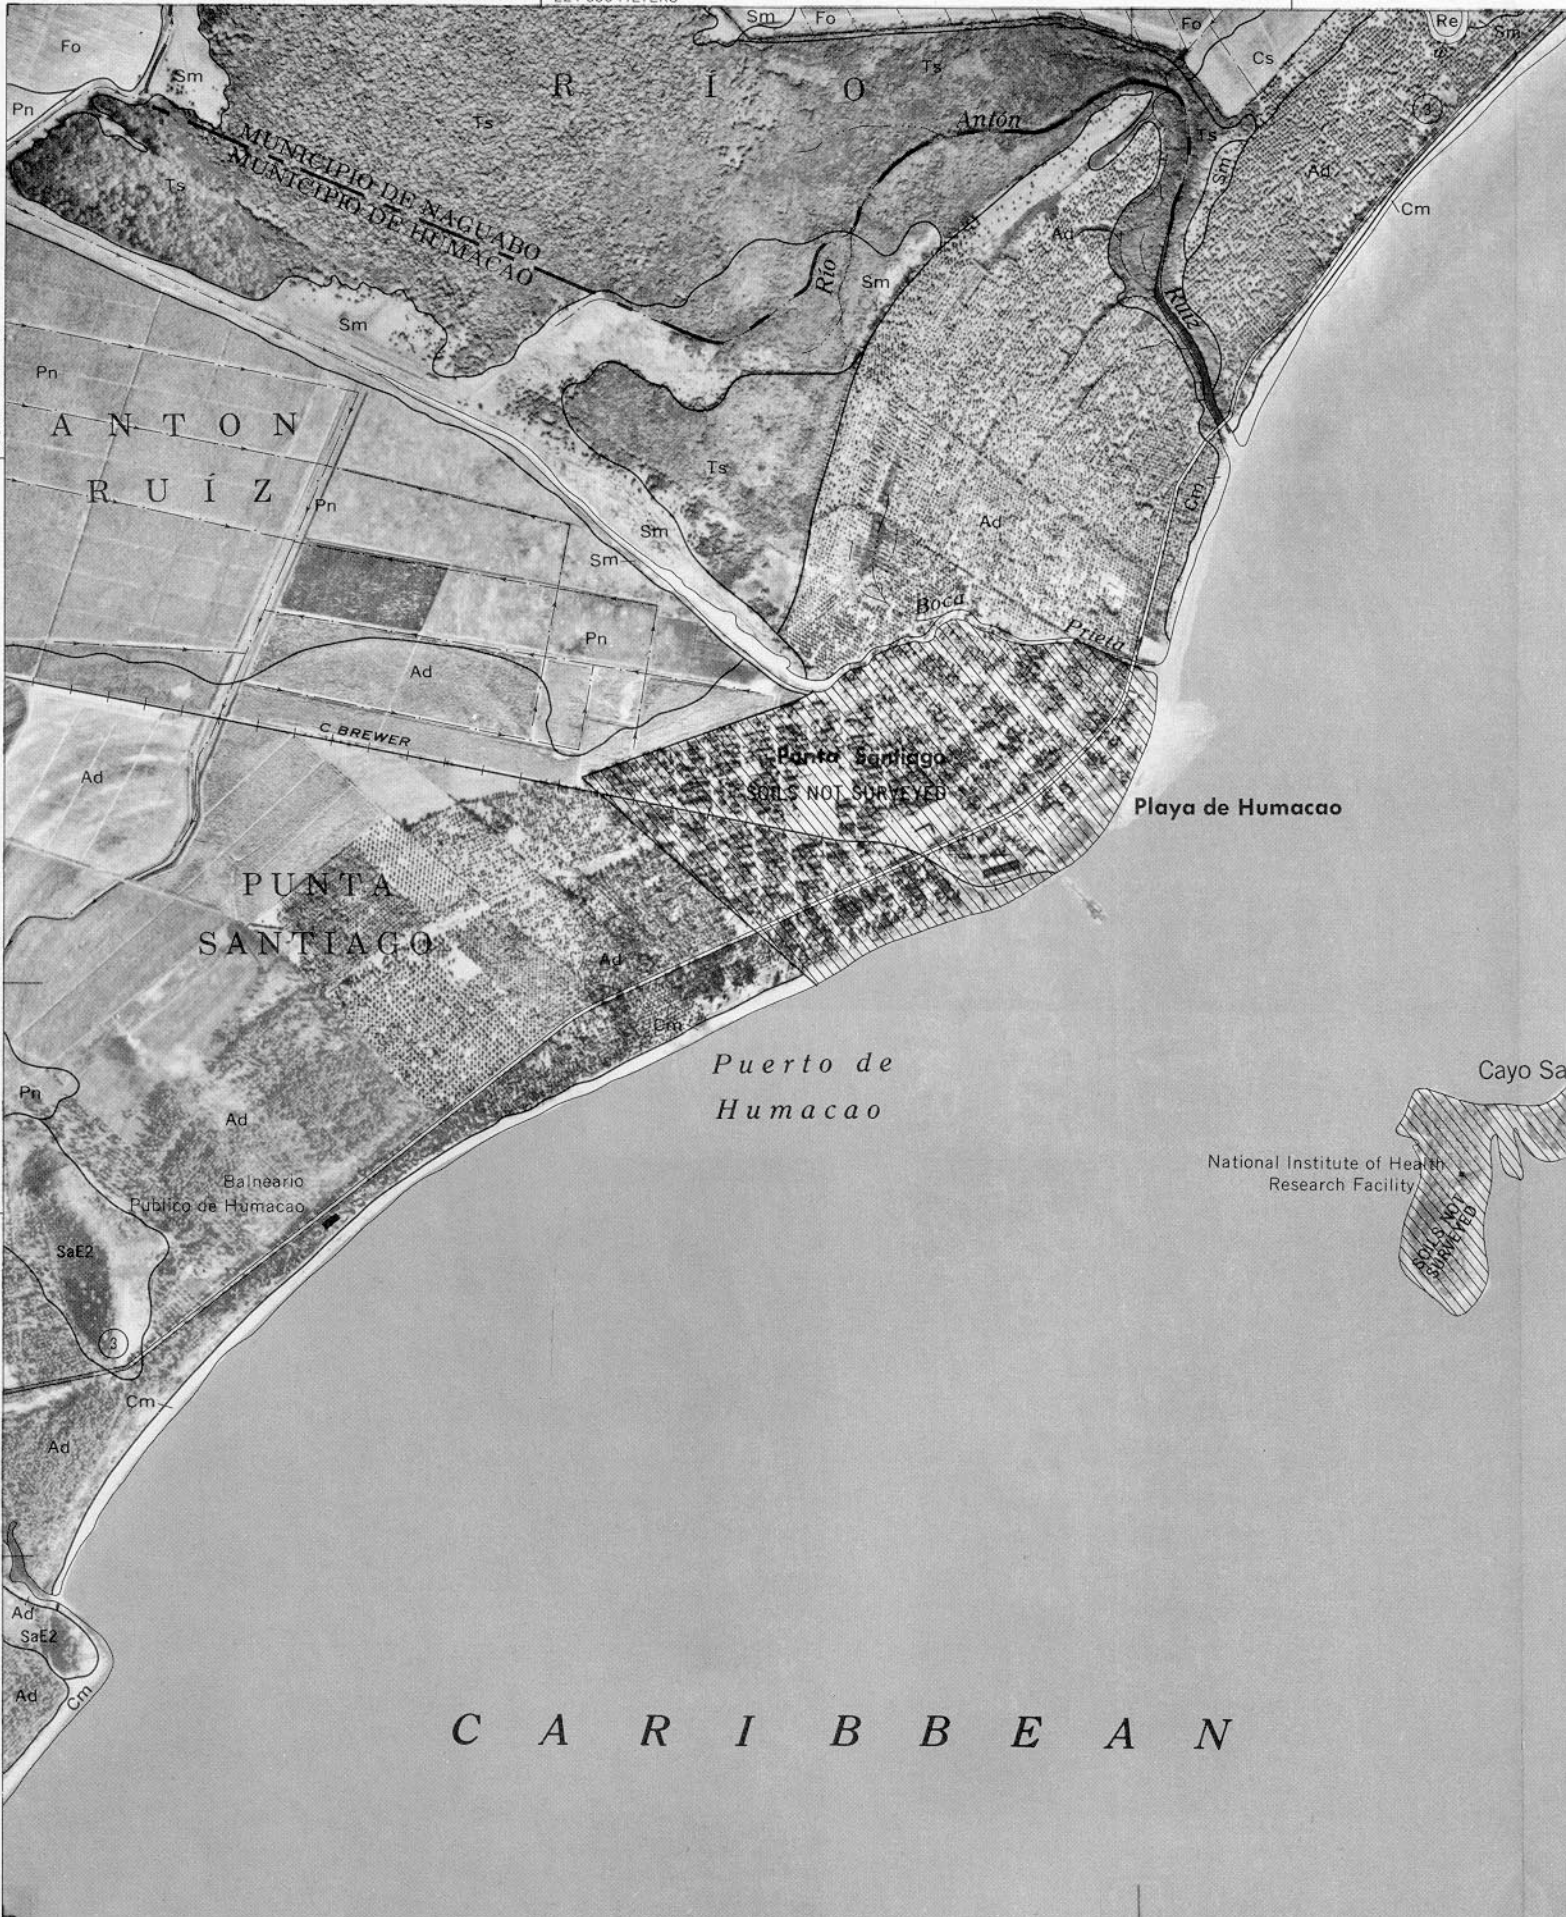 Sm
Fo
Fo
Re
Sm
Fo
Sm
Ts
Cs
R Í O
3
Pn
Ts
Antón
Ts
MUNICIPIO DE NAGUABO
MUNICIPIO DE HUMACAO
Ts
Sm
Ad
Cm
Ad
Río
Sm
Ruíz
Sm
Pn
ANTON
RUÍZ
Ts
Pn
Cm
Ad
Sm
Sm
Boca
Prieta
Pn
Ad
C. BREWER
Punta Santiago
SOILS NOT SURVEYED
Ad
Playa de Humacao
PUNTA
SANTIAGO
Ad
Cm
Puerto de
Humacao
Cayo Sa
Pn
Ad
National Institute of Health
Research Facility
SOILS NOT
SURVEYED
Balneario
Publico de Humacao
SaE2
3
Cm
Ad
Ad
SaE2
Ad
Cm
CARIBBEAN